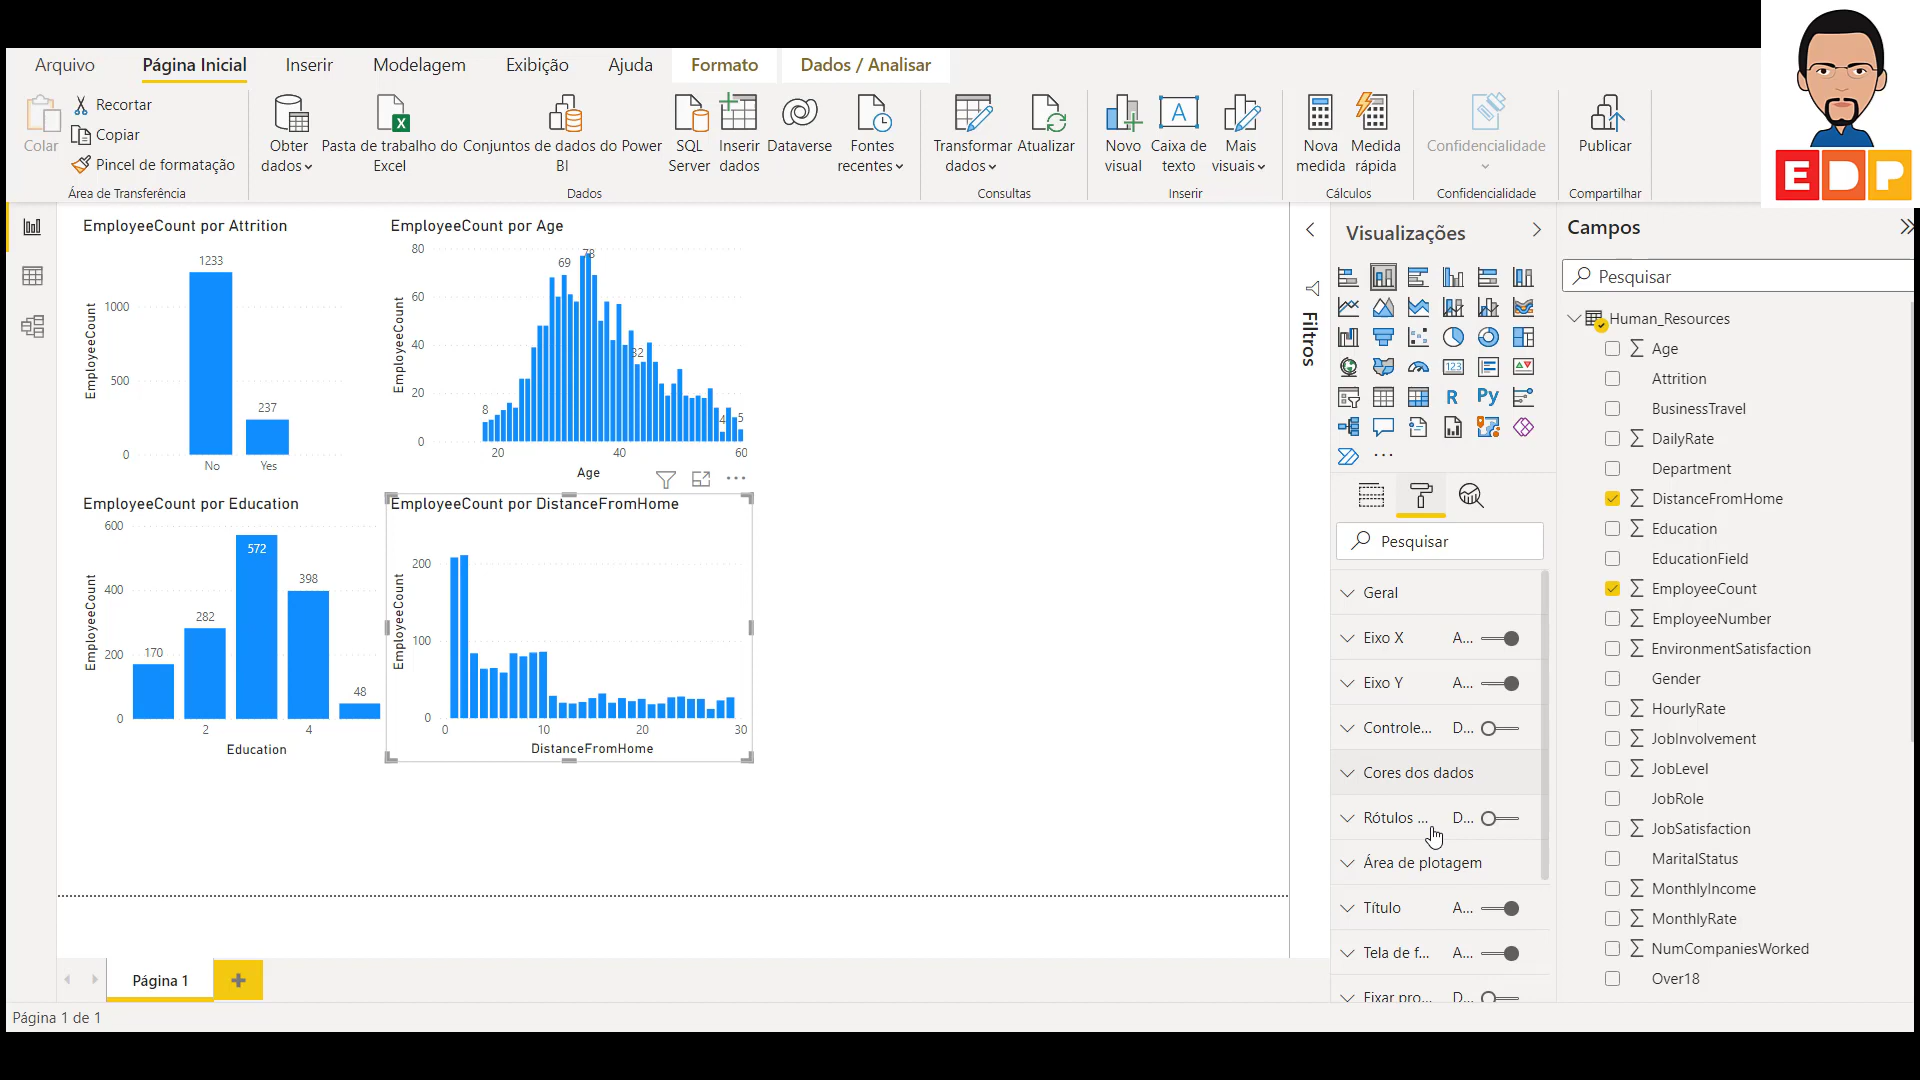 Arquivo Página Inicial Inserir Modelagem Exibição Ajuda Formato Dados / Analisar
Colar
Recortar
Copiar
Pincel de formatação
Área de Transferência
Obter
dados
Pasta de trabalho do
Excel
Conjuntos de dados do Power
BI
SQL
Server
Inserir
dados
Dataverse
Fontes
recentes
Dados
Transformar
dados
Atualizar
Consultas
Novo
visual
A
Caixa de
texto
Mais
visuais
Inserir
Nova
medida
Medida
rápida
Cálculos
Confidencialidade
Confidencialidade
Publicar
Compartilhar
EDP
EmployeeCount por Attrition
EmployeeCount
1000
500
0
1233
237
No Yes
EmployeeCount por Age
EmployeeCount
80
60
40
20
0
8
69
78
32
4
5
20 40 60
Age
EmployeeCount por Education
EmployeeCount
600
400
200
0
170
282
572
398
48
2 4
Education
EmployeeCount por DistanceFromHome
EmployeeCount
200
100
0
0 10 20 30
DistanceFromHome
Filtros
Visualizações
123
R
Py
Pesquisar
Geral
Eixo X A...
Eixo Y A...
Controle... D...
Cores dos dados
Rótulos ... D...
Área de plotagem
Título A...
Tela de f... A...
Fixar pro... D...
Campos
Pesquisar
Human_Resources
Age
Attrition
BusinessTravel
DailyRate
Department
DistanceFromHome
Education
EducationField
EmployeeCount
EmployeeNumber
EnvironmentSatisfaction
Gender
HourlyRate
JobInvolvement
JobLevel
JobRole
JobSatisfaction
MaritalStatus
MonthlyIncome
MonthlyRate
NumCompaniesWorked
Over18
Página 1
Página 1 de 1